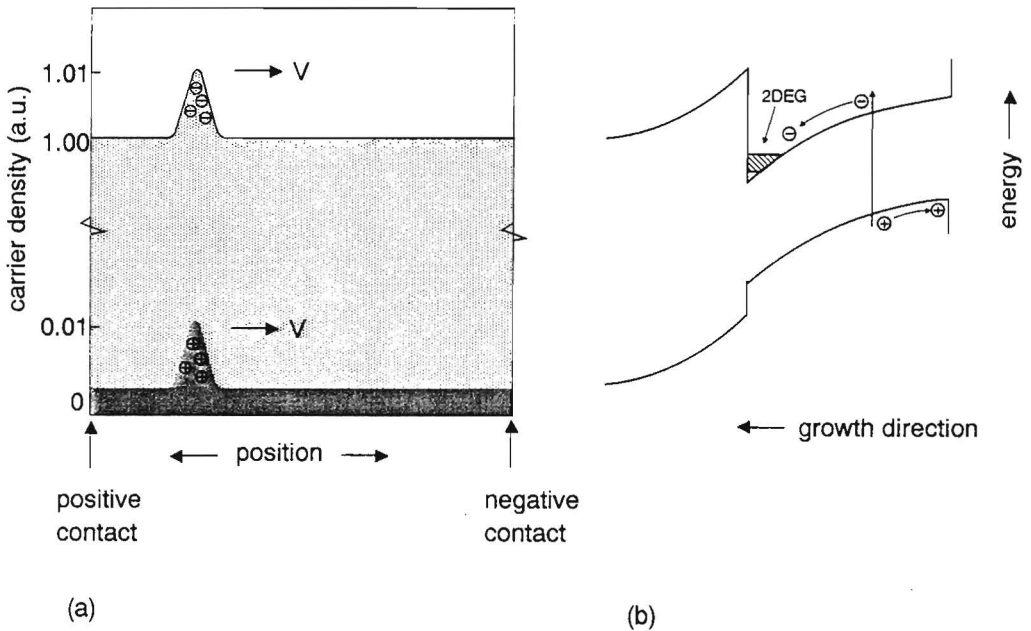 carrier density (a.u.)
1.01
1.00
0.01
0
V
⊖
⊖
⊖
⊖
V
⊕
⊕
⊕
⊕
position
positive
contact
negative
contact
(a)
2DEG
⊖
⊖
⊕
⊕
energy
growth direction
(b)